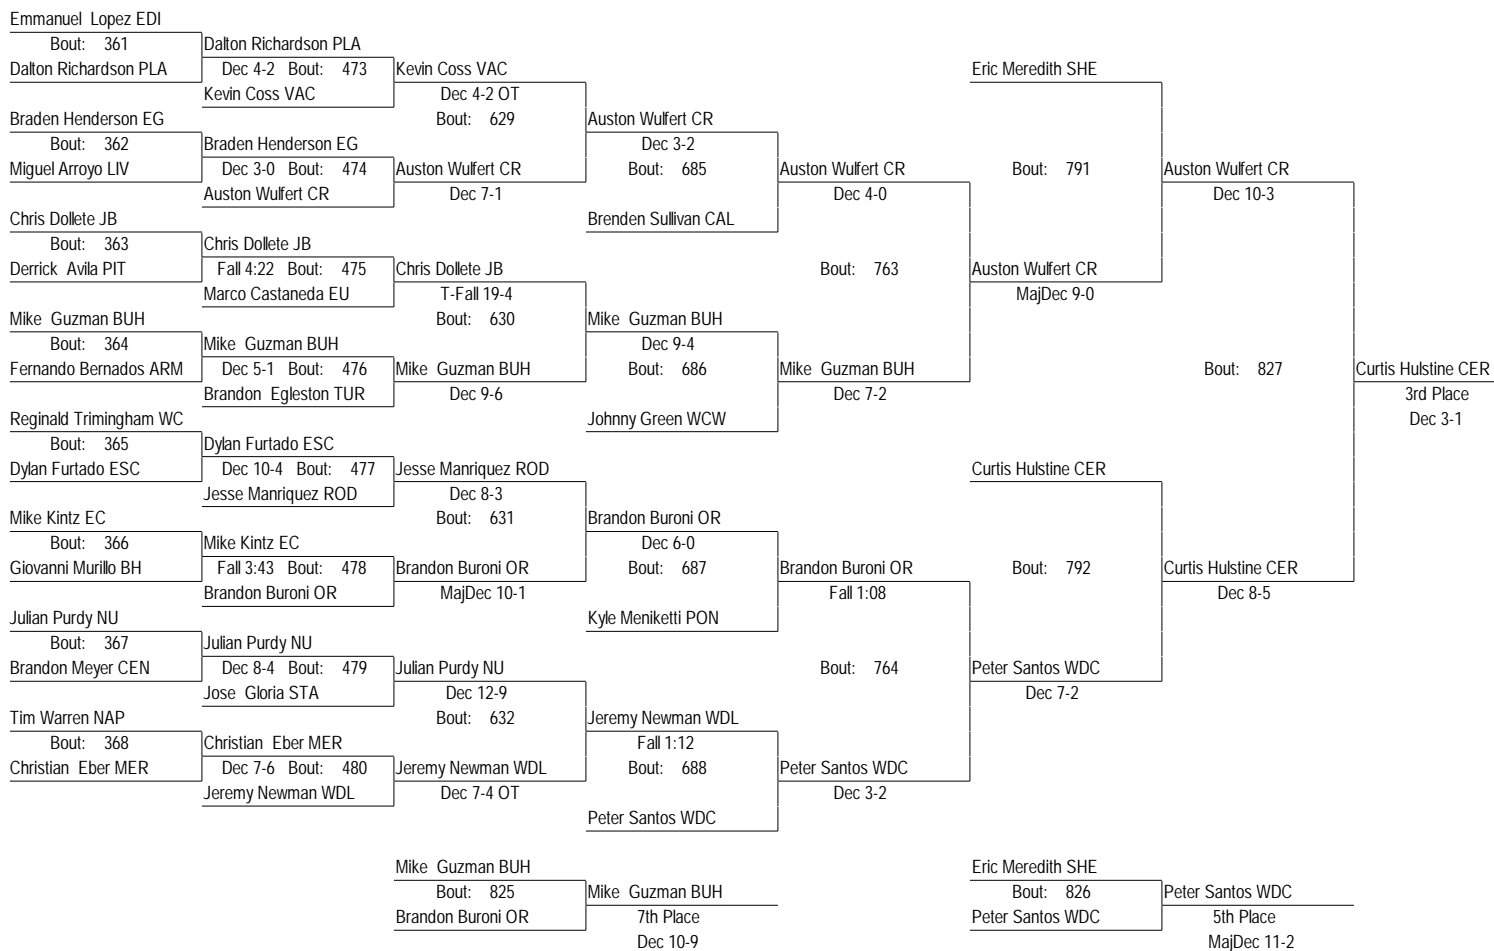 Emmanuel Lopez EDI
Bout: 361 Dalton Richardson PLA
Dalton Richardson PLA Dec 4-2 Bout: 473 Kevin Coss VAC Eric Meredith SHE
Kevin Coss VAC Dec 4-2 OT
Braden Henderson EG Bout: 629 Auston Wulfert CR
Bout: 362 Braden Henderson EG Dec 3-2
Miguel Arroyo LIV Dec 3-0 Bout: 474 Auston Wulfert CR Bout: 685 Auston Wulfert CR Bout: 791 Auston Wulfert CR
Auston Wulfert CR Dec 7-1 Dec 4-0 Dec 10-3
Chris Dollete JB Brenden Sullivan CAL
Bout: 363 Chris Dollete JB
Derrick Avila PIT Fall 4:22 Bout: 475 Chris Dollete JB Bout: 763 Auston Wulfert CR
Marco Castaneda EU T-Fall 19-4 MajDec 9-0
Mike Guzman BUH Bout: 630 Mike Guzman BUH
Bout: 364 Mike Guzman BUH Dec 9-4
Fernando Bernados ARM Dec 5-1 Bout: 476 Mike Guzman BUH Bout: 686 Mike Guzman BUH Bout: 827 Curtis Hulstine CER
Brandon Egleston TUR Dec 9-6 Dec 7-2 3rd Place
Reginald Trimingham WC Johnny Green WCW Dec 3-1
Bout: 365 Dylan Furtado ESC
Dylan Furtado ESC Dec 10-4 Bout: 477 Jesse Manriquez ROD Curtis Hulstine CER
Jesse Manriquez ROD Dec 8-3
Mike Kintz EC Bout: 631 Brandon Buroni OR
Bout: 366 Mike Kintz EC Dec 6-0
Giovanni Murillo BH Fall 3:43 Bout: 478 Brandon Buroni OR Bout: 687 Brandon Buroni OR Bout: 792 Curtis Hulstine CER
Brandon Buroni OR MajDec 10-1 Fall 1:08 Dec 8-5
Julian Purdy NU Kyle Meniketti PON
Bout: 367 Julian Purdy NU
Brandon Meyer CEN Dec 8-4 Bout: 479 Julian Purdy NU Bout: 764 Peter Santos WDC
Jose Gloria STA Dec 12-9 Dec 7-2
Tim Warren NAP Bout: 632 Jeremy Newman WDL
Bout: 368 Christian Eber MER Fall 1:12
Christian Eber MER Dec 7-6 Bout: 480 Jeremy Newman WDL Bout: 688 Peter Santos WDC
Jeremy Newman WDL Dec 7-4 OT Dec 3-2
Peter Santos WDC
Mike Guzman BUH Eric Meredith SHE
Bout: 825 Mike Guzman BUH Bout: 826 Peter Santos WDC
Brandon Buroni OR 7th Place Peter Santos WDC 5th Place
Dec 10-9 MajDec 11-2